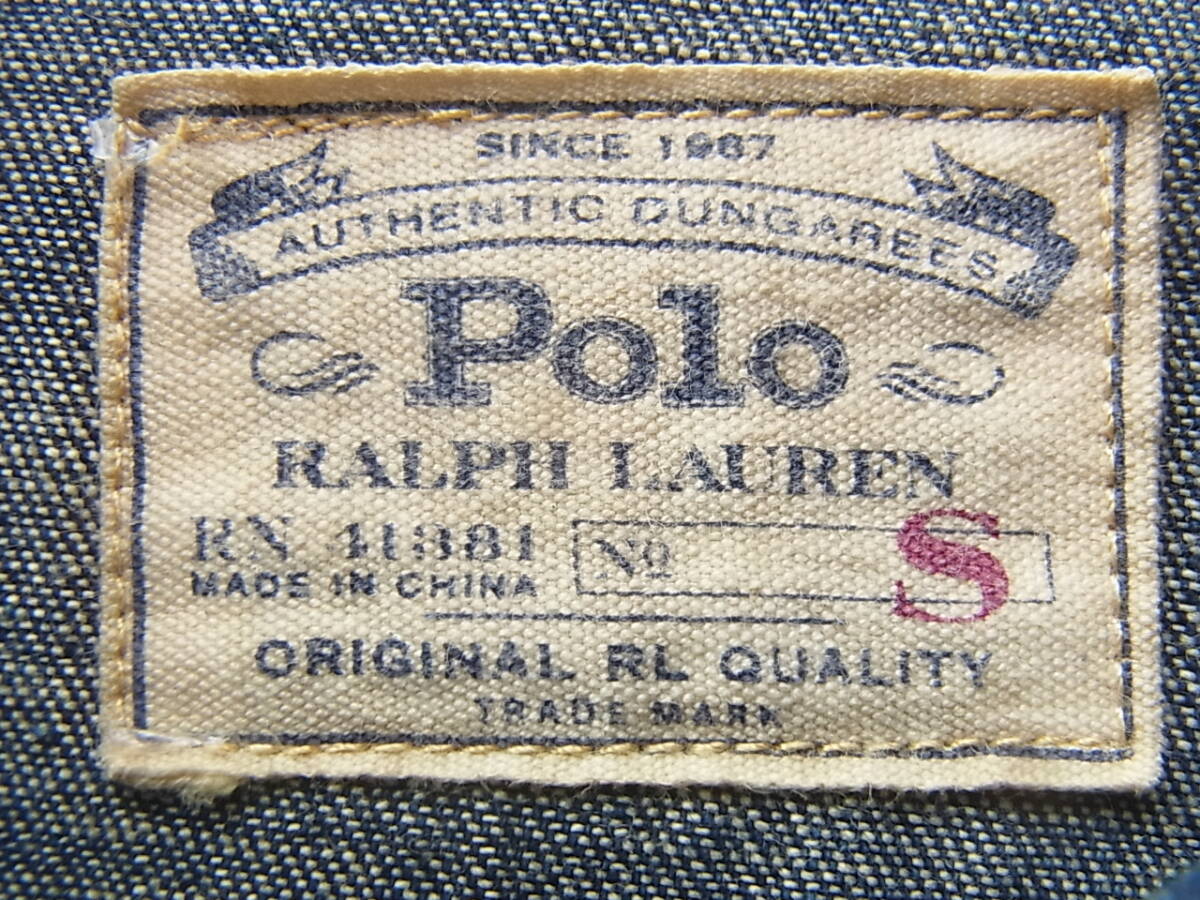 SINCE 1967
AUTHENTIC DUNGAREES
Polo
RALPH LAUREN
RN 41381 No S
MADE IN CHINA
ORIGINAL RL QUALITY
TRADE MARK